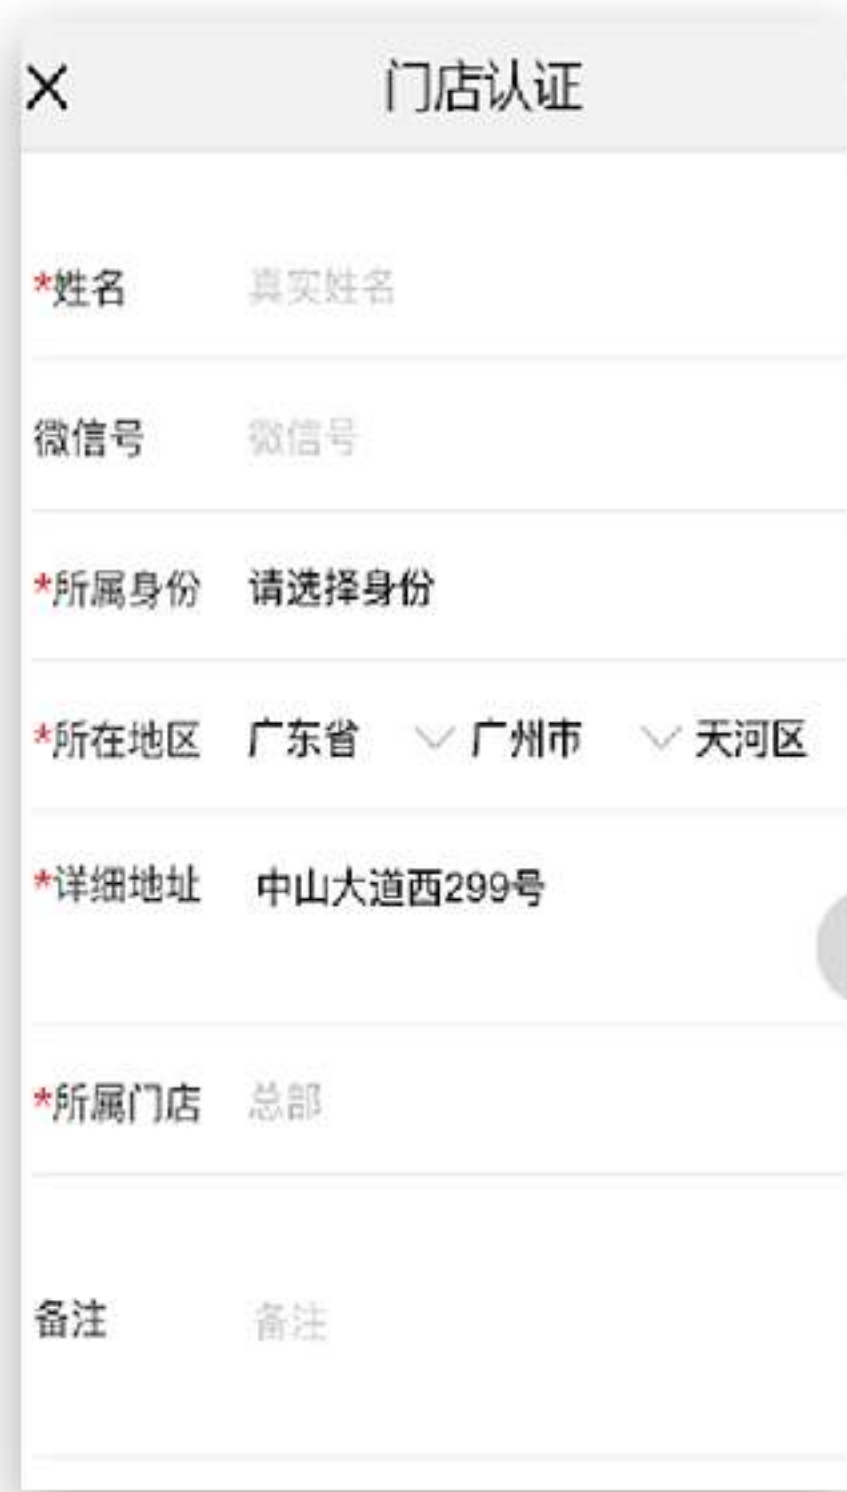 门店认证
*姓名 真实姓名
微信号 微信号
*所属身份 请选择身份
*所在地区 广东省 广州市 天河区
*详细地址 中山大道西299号
*所属门店 总部
备注 备注